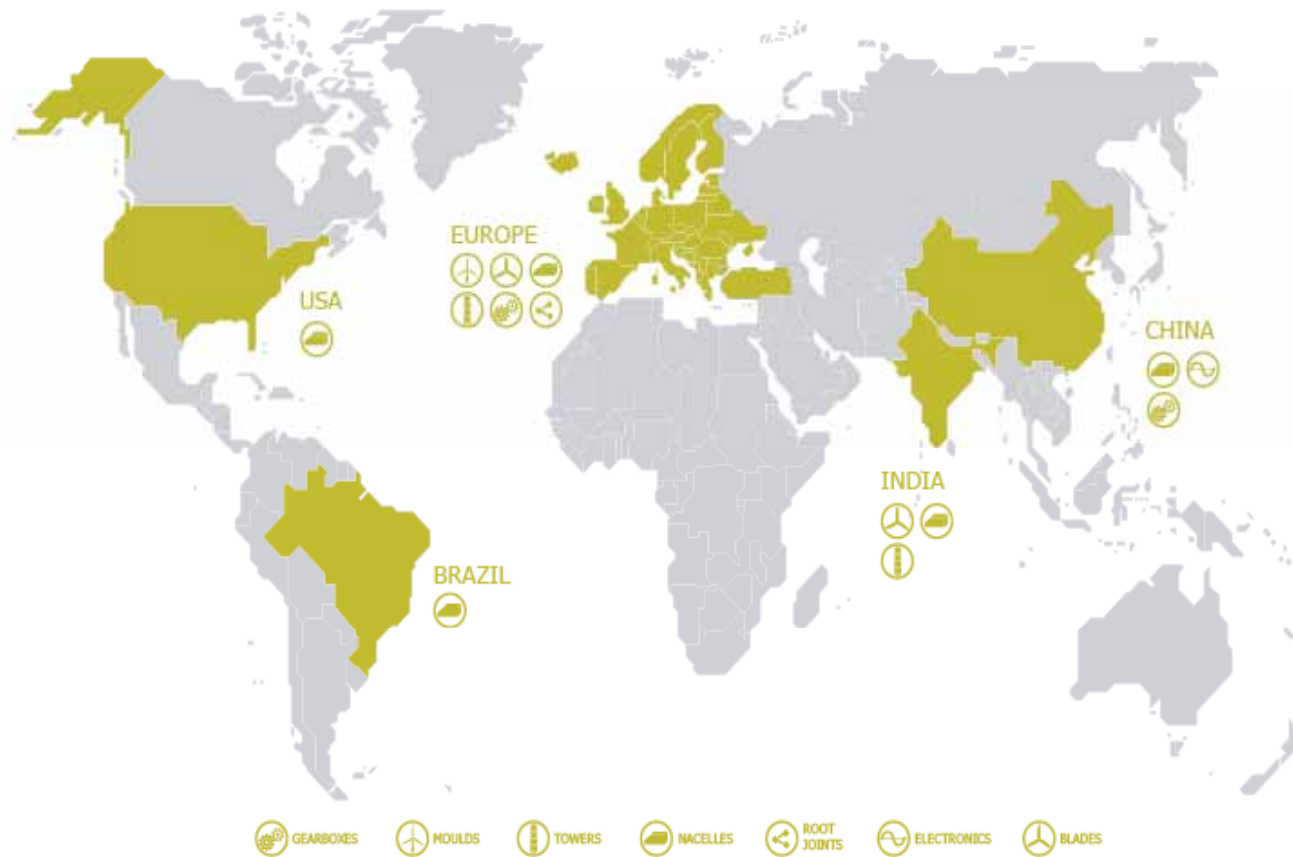 EUROPE
USA
CHINA
INDIA
BRAZIL
GEARBOXES
MOULDS
TOWERS
NACELLES
ROOT
JOINTS
ELECTRONICS
BLADES